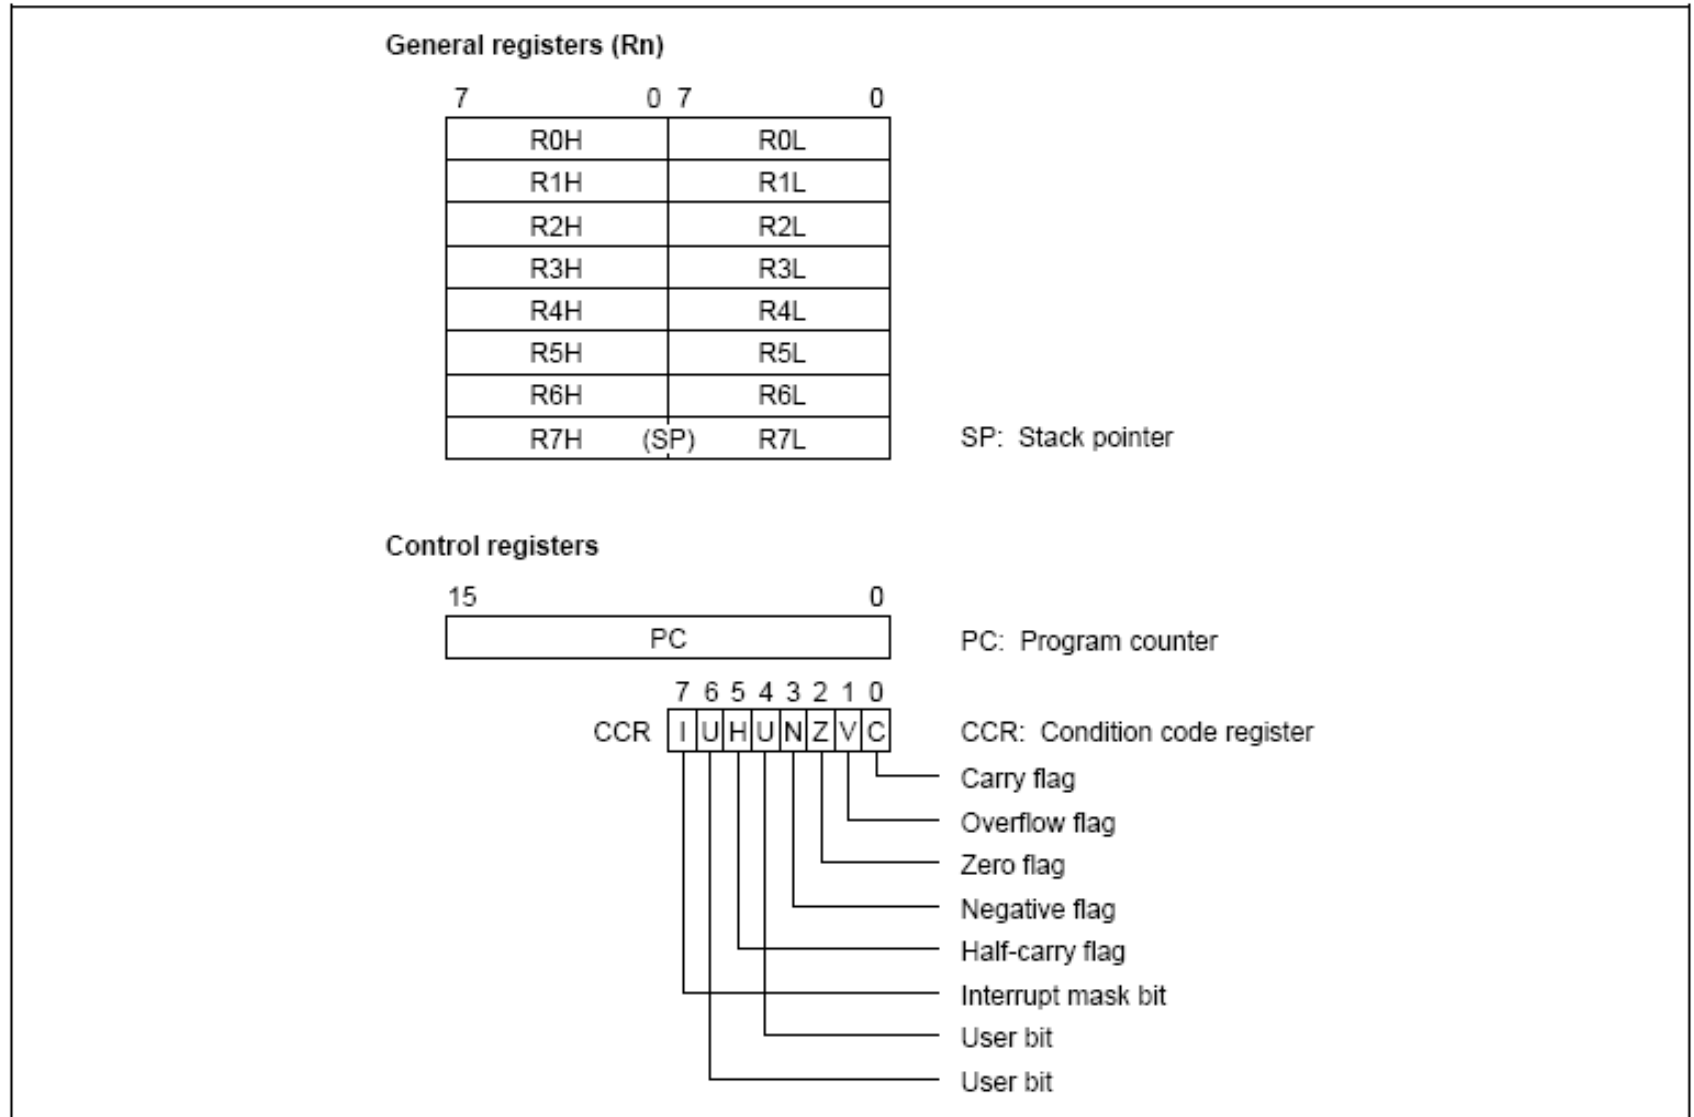 General registers (Rn)
7 0 7 0
R0H R0L
R1H R1L
R2H R2L
R3H R3L
R4H R4L
R5H R5L
R6H R6L
R7H (SP) R7L SP: Stack pointer
Control registers
15 0
PC PC: Program counter
7 6 5 4 3 2 1 0
CCR I U H U N Z V C CCR: Condition code register
Carry flag
Overflow flag
Zero flag
Negative flag
Half-carry flag
Interrupt mask bit
User bit
User bit